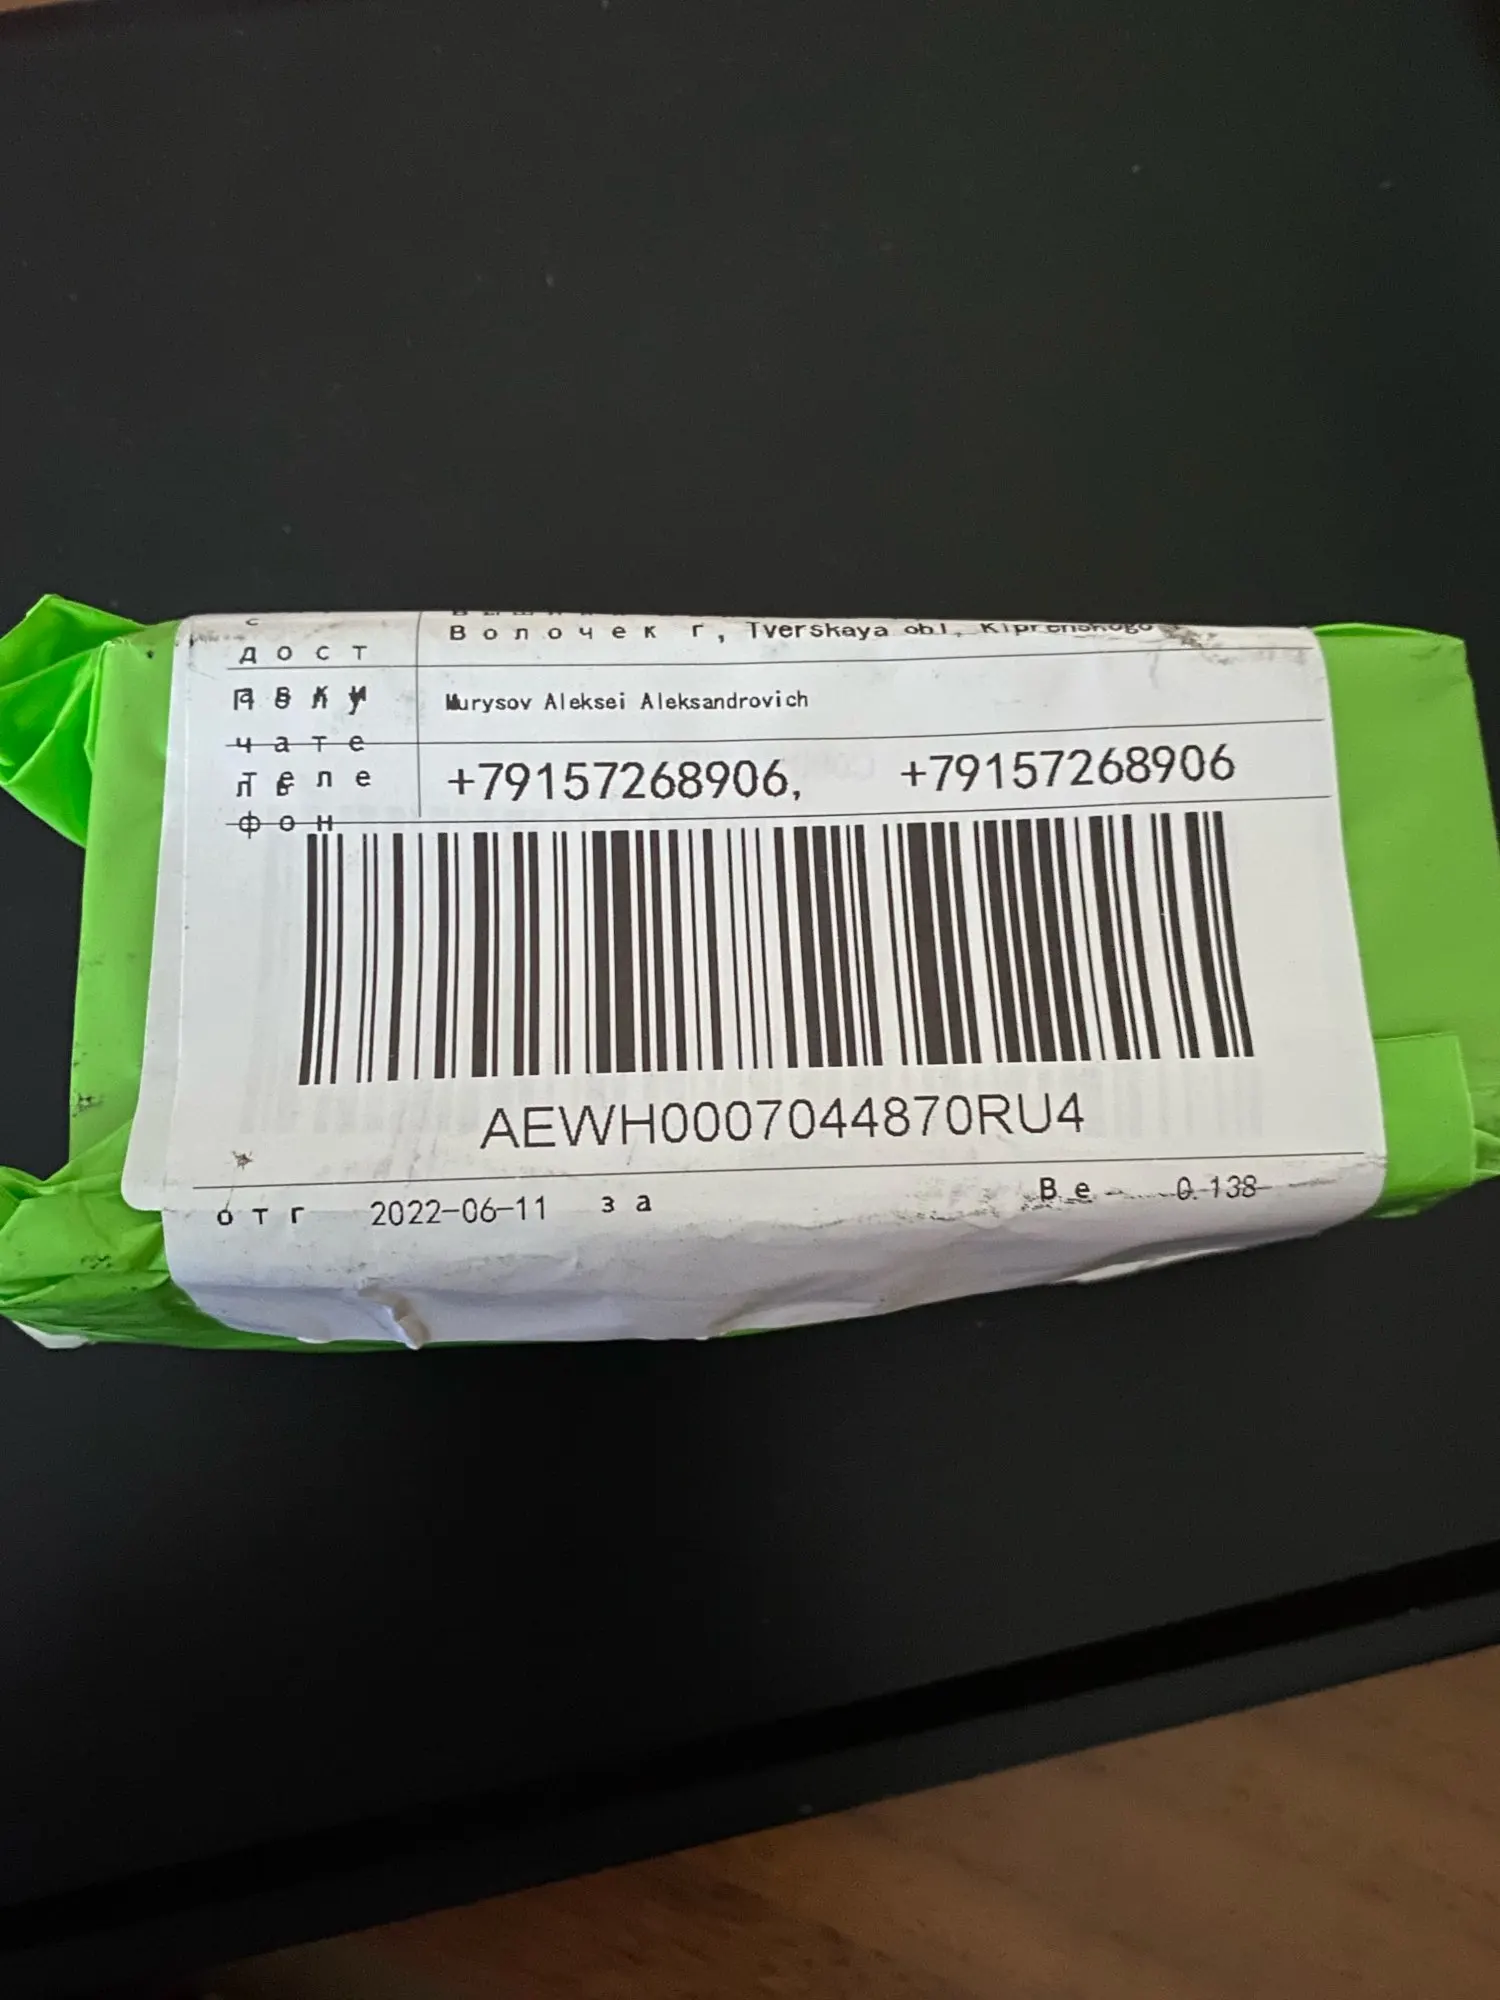 Волочек г, Tverskaya obl,
дост
Murysov Aleksei Aleksandrovich
чате
теле +79157268906, +79157268906
фон
AEWH0007044870RU4
отг 2022-06-11 за Ве 0.138